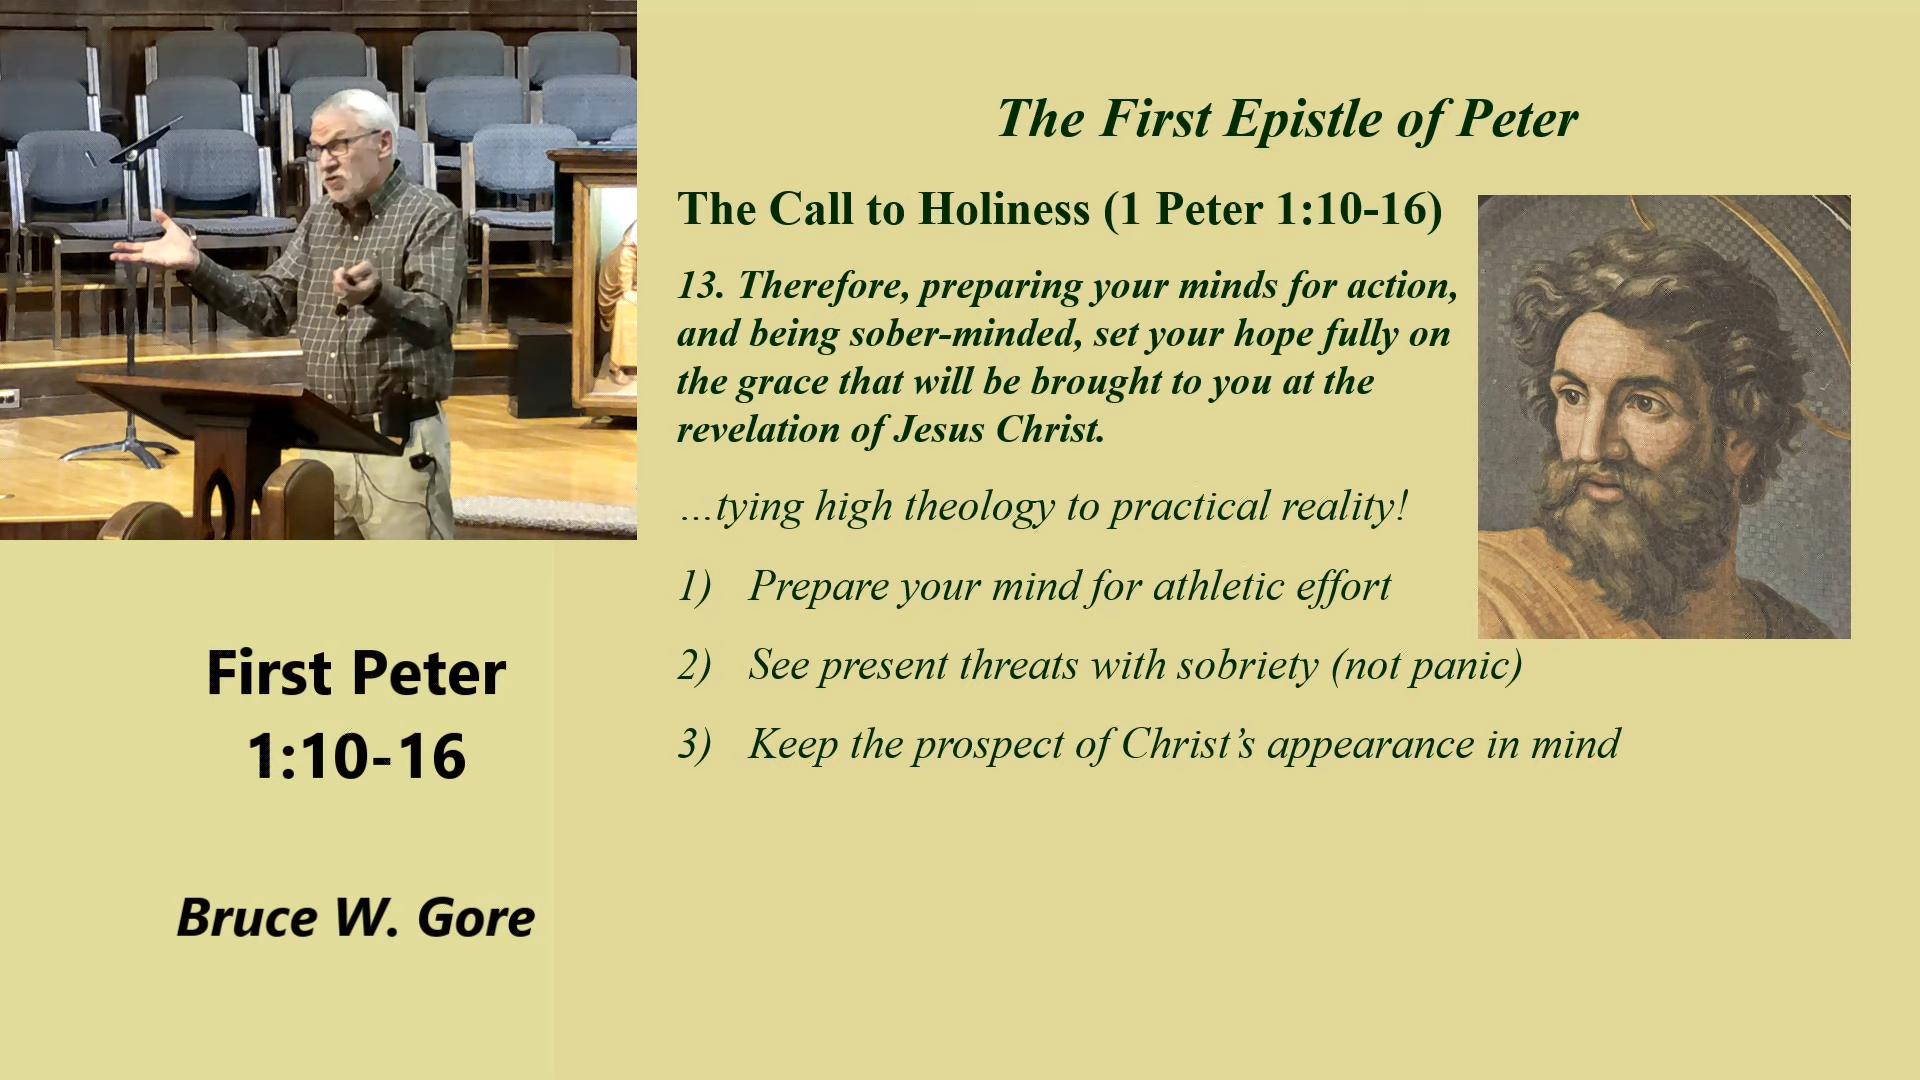 The First Epistle of Peter
The Call to Holiness (1 Peter 1:10-16)
13. Therefore, preparing your minds for action,
and being sober-minded, set your hope fully on
the grace that will be brought to you at the
revelation of Jesus Christ.
...tying high theology to practical reality!
1) Prepare your mind for athletic effort
2) See present threats with sobriety (not panic)
3) Keep the prospect of Christ’s appearance in mind
First Peter
1:10-16
Bruce W. Gore